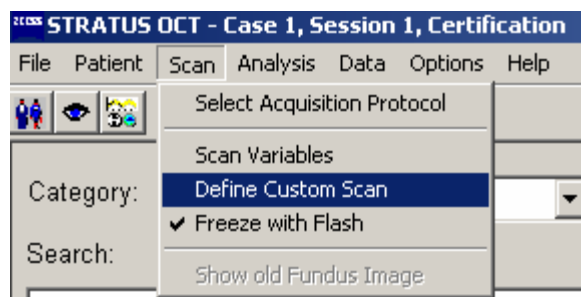 ZEISS STRATUS OCT - Case 1, Session 1, Certification
File Patient Scan Analysis Data Options Help
Select Acquisition Protocol
Scan Variables
Category:
Define Custom Scan
✔ Freeze with Flash
Search:
Show old Fundus Image